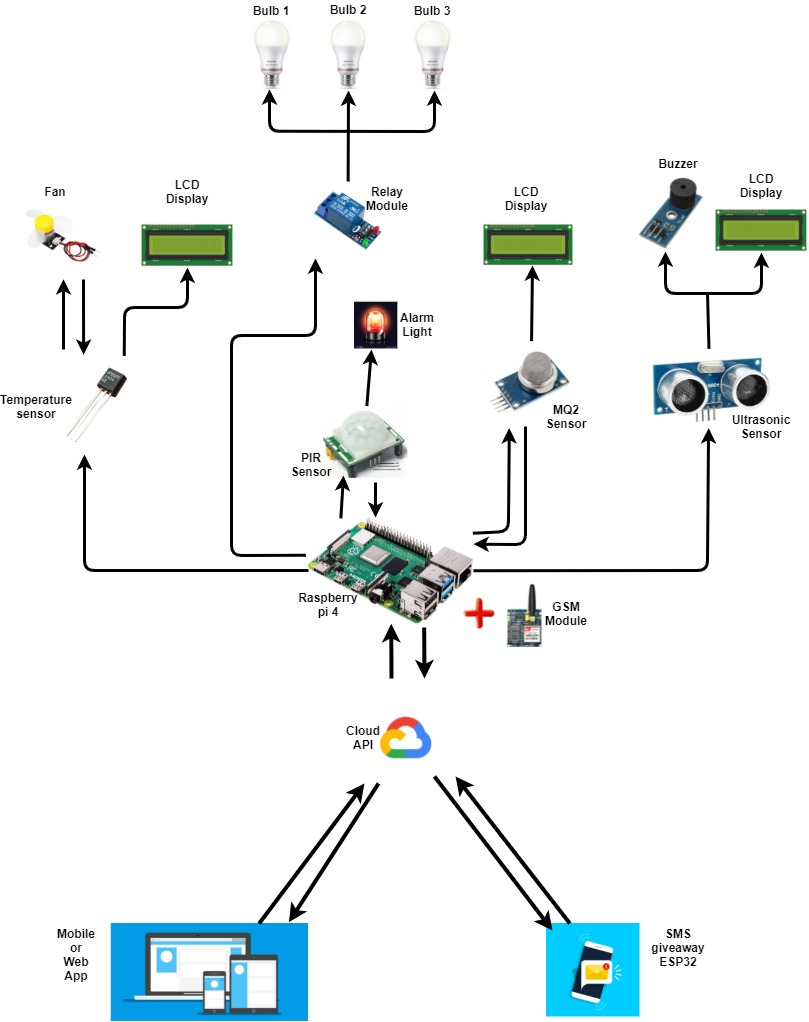 Bulb 1
Bulb 2
Bulb 3
Fan
LCD
Display
Relay
Module
LCD
Display
Buzzer
LCD
Display
Alarm
Light
Temperature
sensor
MQ2
Sensor
Ultrasonic
Sensor
PIR
Sensor
Raspberry
pi 4
GSM
Module
Cloud
API
Mobile
or
Web
App
SMS
giveaway
ESP32